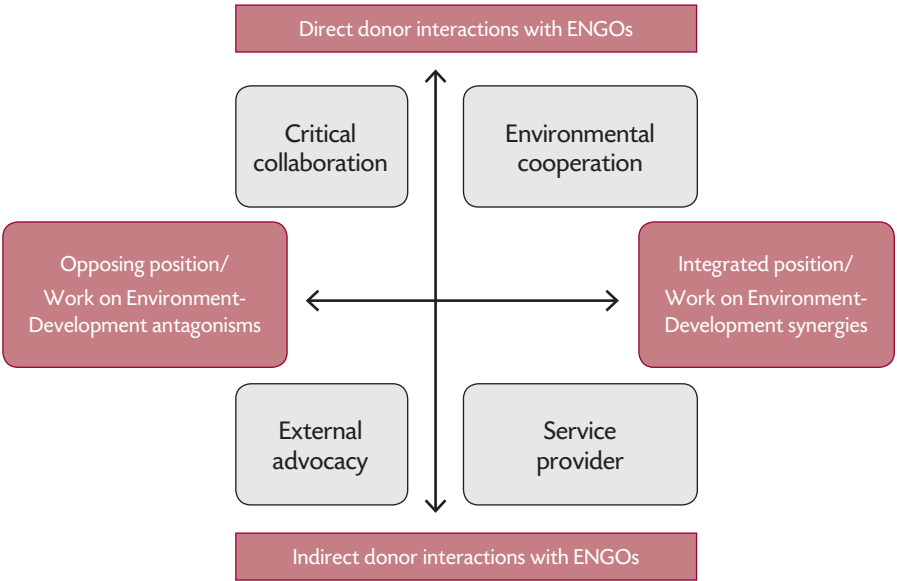 Direct donor interactions with ENGOs
Critical
collaboration
Environmental
cooperation
Opposing position/
Work on Environment-
Development antagonisms
Integrated position/
Work on Environment-
Development synergies
External
advocacy
Service
provider
Indirect donor interactions with ENGOs